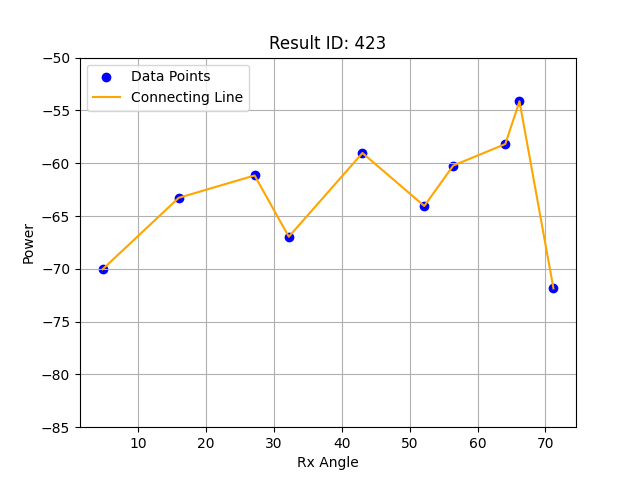 Result ID: 423
Data Points
Connecting Line
Power
−50
−55
−60
−65
−70
−75
−80
−85
10 20 30 40 50 60 70
Rx Angle